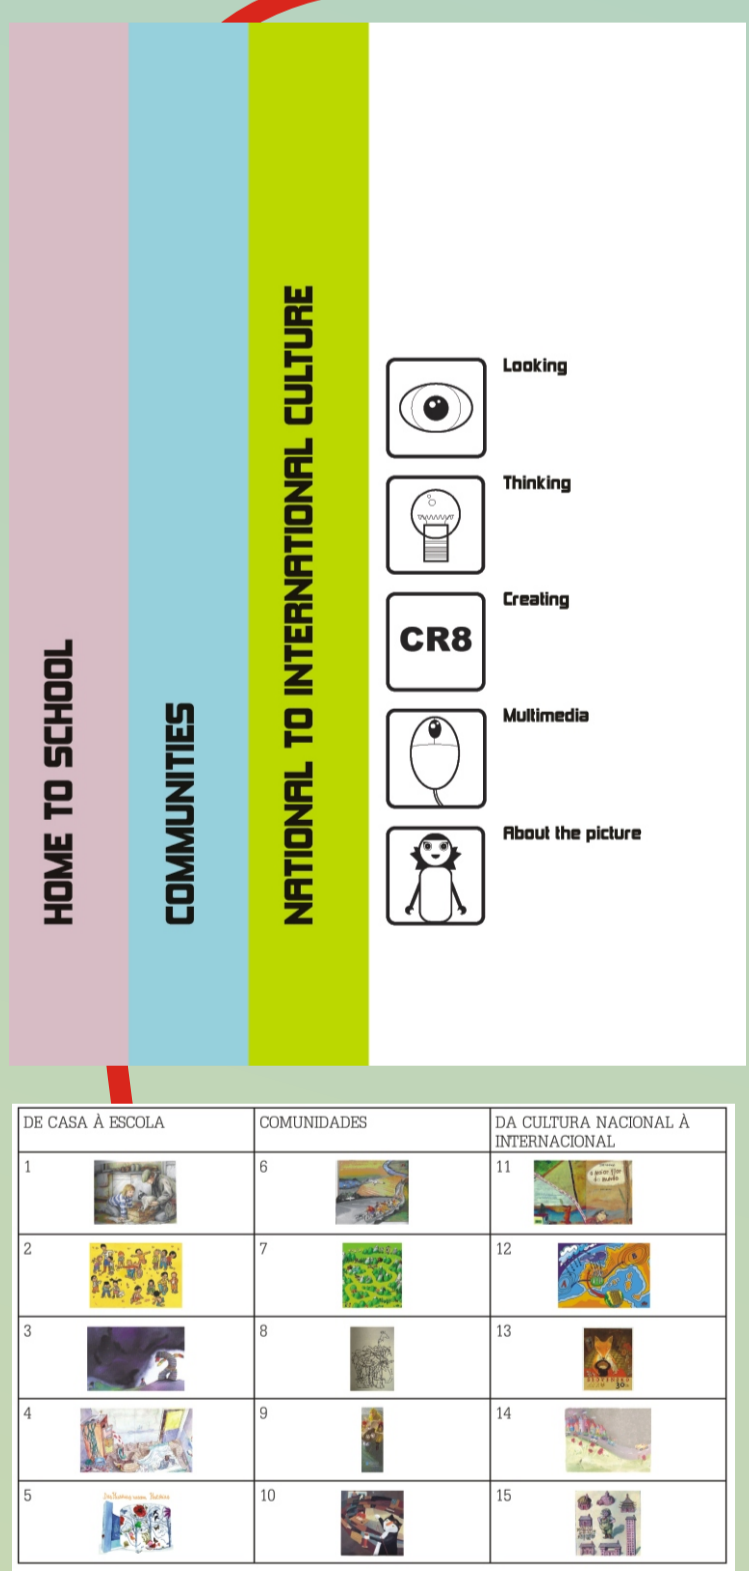 HOME TO SCHOOL
COMMUNITIES
NATIONAL TO INTERNATIONAL CULTURE
Looking
Thinking
Creating
CR8
Multimedia
About the picture
DE CASA À ESCOLA
COMUNIDADES
DA CULTURA NACIONAL À
INTERNACIONAL
1
6
11
2
7
12
3
8
13
30
4
9
14
5
10
15